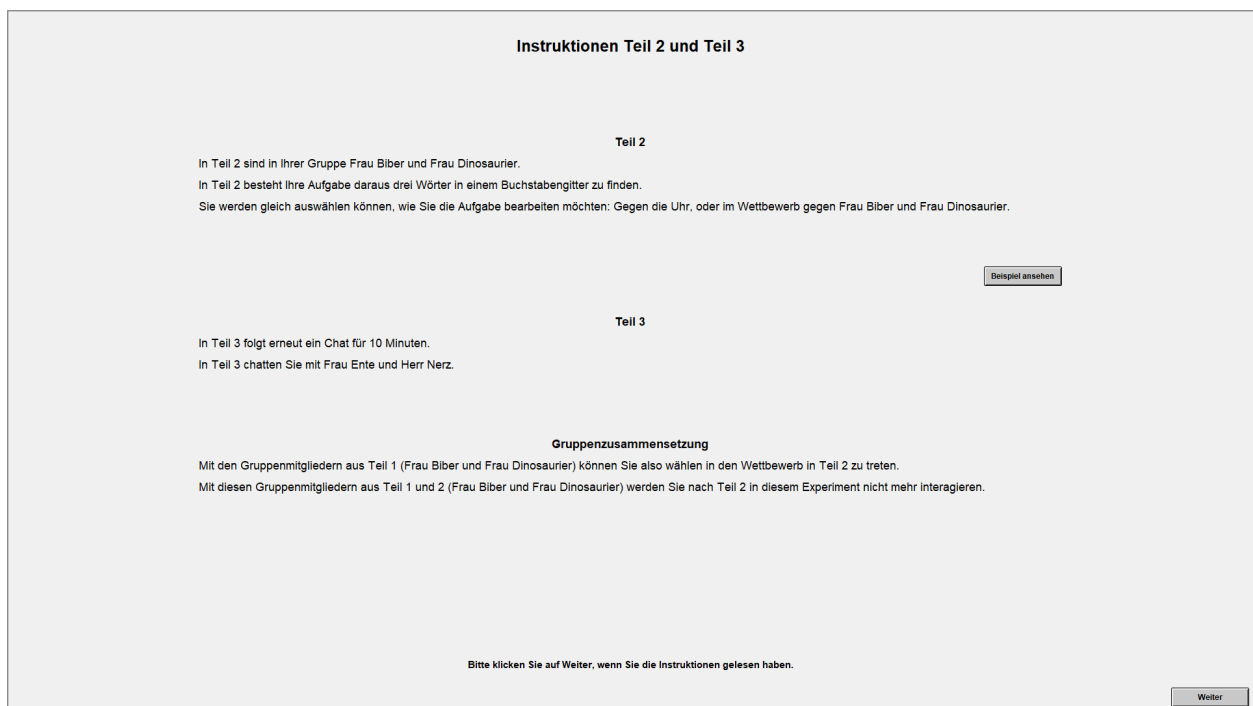 Instruktionen Teil 2 und Teil 3
Teil 2
In Teil 2 sind in Ihrer Gruppe Frau Biber und Frau Dinosaurier.
In Teil 2 besteht Ihre Aufgabe daraus drei Wörter in einem Buchstabengitter zu finden.
Sie werden gleich auswählen können, wie Sie die Aufgabe bearbeiten möchten: Gegen die Uhr, oder im Wettbewerb gegen Frau Biber und Frau Dinosaurier.
Beispiel ansehen
Teil 3
In Teil 3 folgt erneut ein Chat für 10 Minuten.
In Teil 3 chatten Sie mit Frau Ente und Herr Nerz.
Gruppenzusammensetzung
Mit den Gruppenmitgliedern aus Teil 1 (Frau Biber und Frau Dinosaurier) können Sie also wählen in den Wettbewerb in Teil 2 zu treten.
Mit diesen Gruppenmitgliedern aus Teil 1 und 2 (Frau Biber und Frau Dinosaurier) werden Sie nach Teil 2 in diesem Experiment nicht mehr interagieren.
Bitte klicken Sie auf Weiter, wenn Sie die Instruktionen gelesen haben.
Weiter